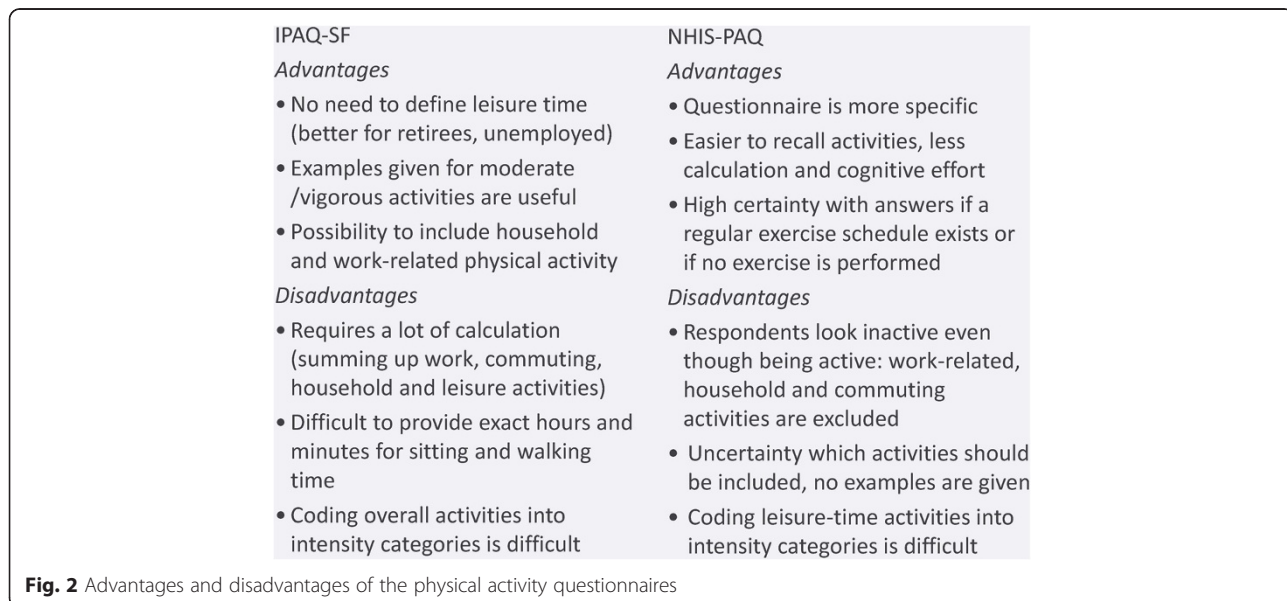 IPAQ-SF
Advantages
• No need to define leisure time
(better for retirees, unemployed)
• Examples given for moderate
/vigorous activities are useful
• Possibility to include household
and work-related physical activity
Disadvantages
• Requires a lot of calculation
(summing up work, commuting,
household and leisure activities)
• Difficult to provide exact hours and
minutes for sitting and walking
time
• Coding overall activities into
intensity categories is difficult
NHIS-PAQ
Advantages
• Questionnaire is more specific
• Easier to recall activities, less
calculation and cognitive effort
• High certainty with answers if a
regular exercise schedule exists or
if no exercise is performed
Disadvantages
• Respondents look inactive even
though being active: work-related,
household and commuting
activities are excluded
• Uncertainty which activities should
be included, no examples are given
• Coding leisure-time activities into
intensity categories is difficult
Fig. 2 Advantages and disadvantages of the physical activity questionnaires